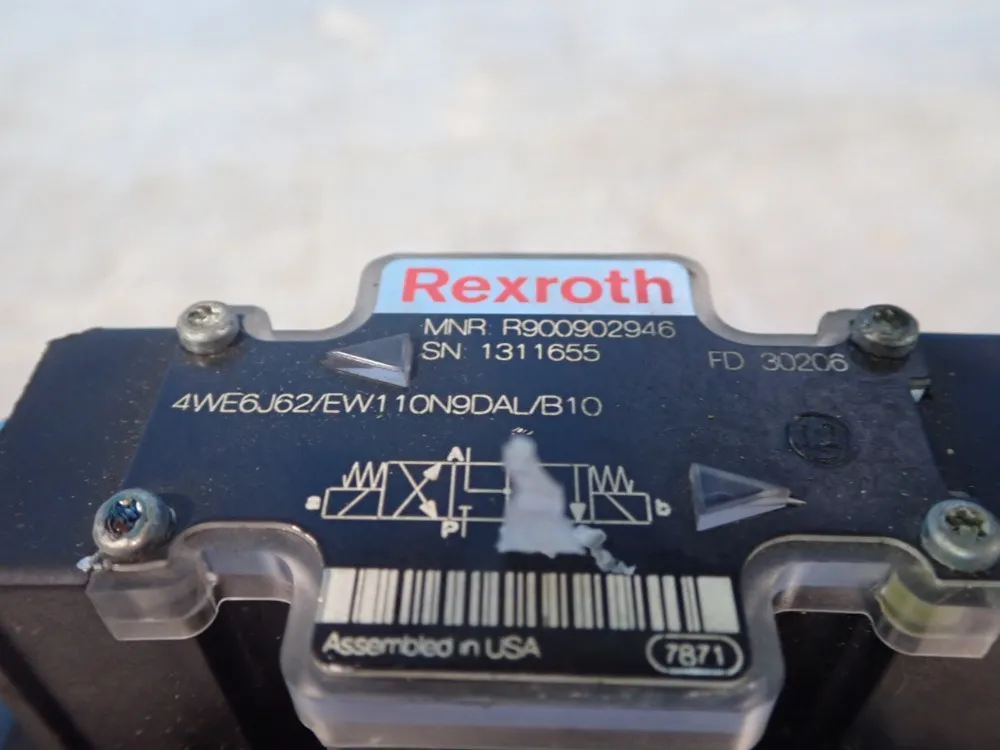 Rexroth
MNR: R900902946
SN: 1311655
FD 30206
4WE6J62/EW110N9DAL/B10
A
a
b
P
T
Assembled in USA
7871